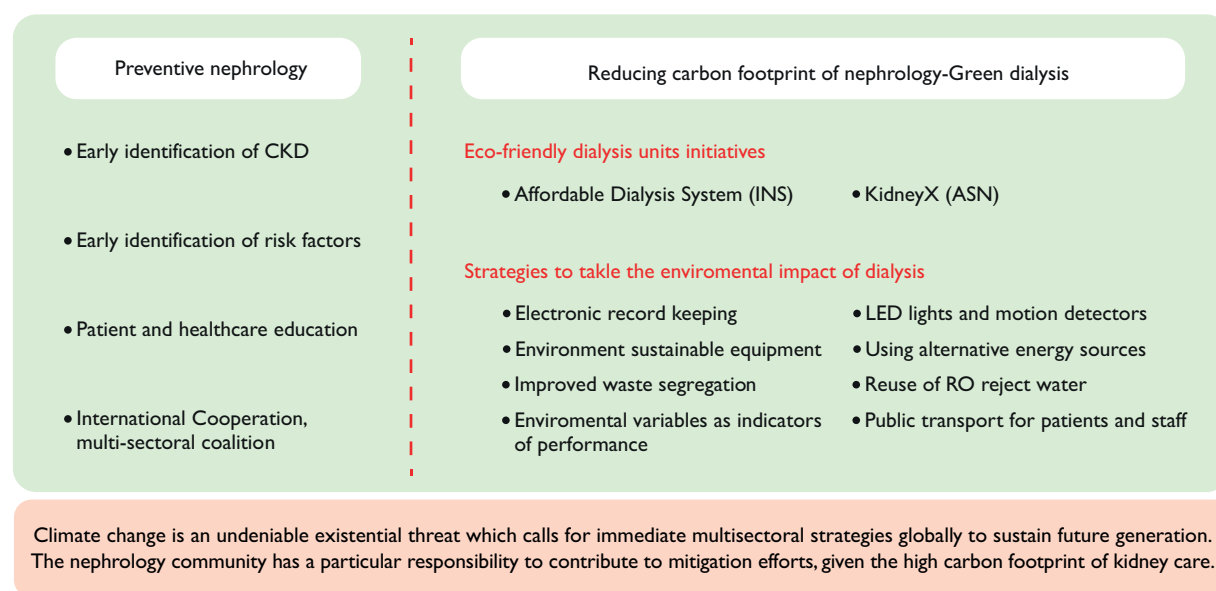 Preventive nephrology
• Early identification of CKD
• Early identification of risk factors
• Patient and healthcare education
• International Cooperation,
multi-sectoral coalition
Reducing carbon footprint of nephrology-Green dialysis
Eco-friendly dialysis units initiatives
• Affordable Dialysis System (INS)
• KidneyX (ASN)
Strategies to takle the enviromental impact of dialysis
• Electronic record keeping
• Environment sustainable equipment
• Improved waste segregation
• Enviromental variables as indicators
of performance
• LED lights and motion detectors
• Using alternative energy sources
• Reuse of RO reject water
• Public transport for patients and staff
Climate change is an undeniable existential threat which calls for immediate multisectoral strategies globally to sustain future generation.
The nephrology community has a particular responsibility to contribute to mitigation efforts, given the high carbon footprint of kidney care.